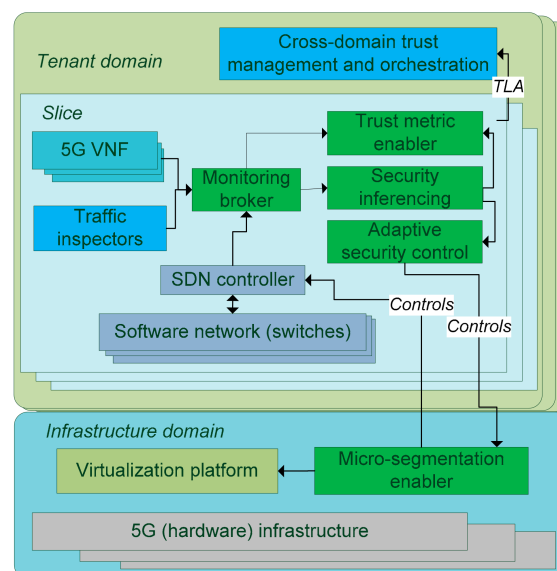 Cross-domain trust
management and orchestration
Tenant domain
TLA
Slice
Trust metric
enabler
5G VNF
Monitoring
broker
Security
inferencing
Traffic
inspectors
Adaptive
security control
SDN controller
Controls
Controls
Software network (switches)
Infrastructure domain
Virtualization platform
Micro-segmentation
enabler
5G (hardware) infrastructure